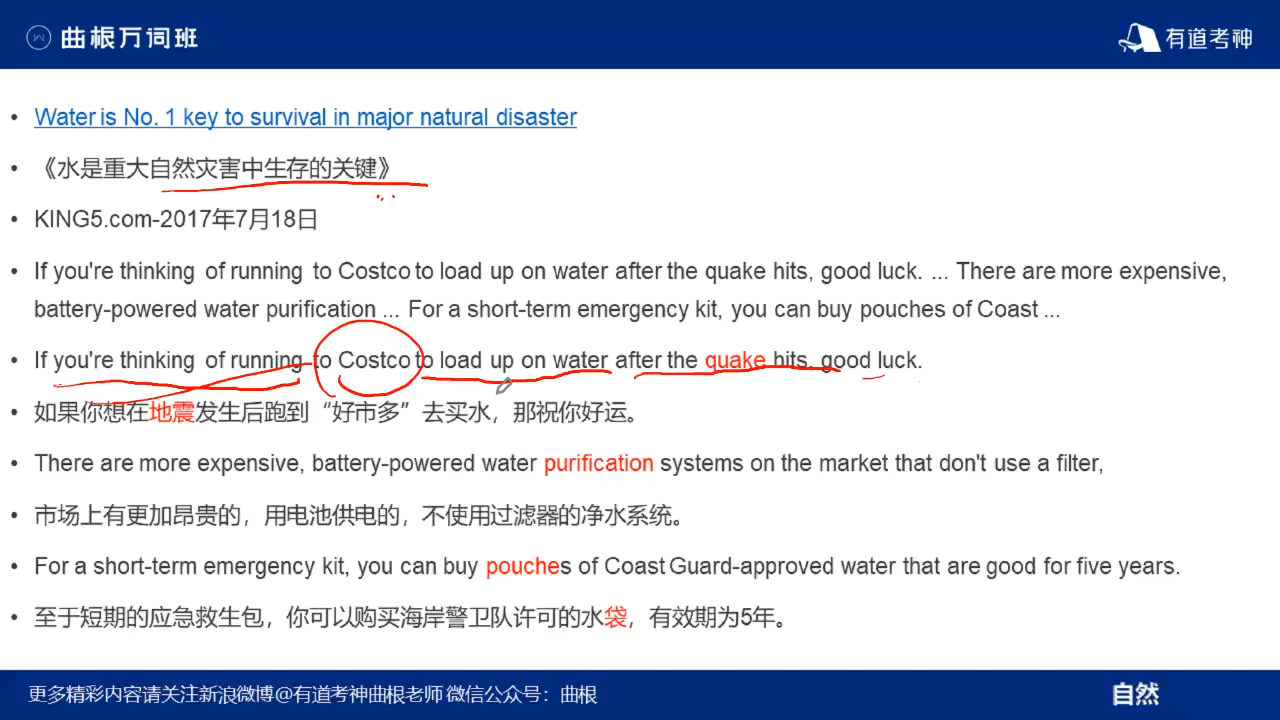 曲根万词班
有道考神
• Water is No. 1 key to survival in major natural disaster
• 《水是重大自然灾害中生存的关键》
• KING5.com-2017年7月18日
• If you're thinking of running to Costco to load up on water after the quake hits, good luck. ... There are more expensive,
battery-powered water purification ... For a short-term emergency kit, you can buy pouches of Coast ...
• If you're thinking of running to Costco to load up on water after the quake hits, good luck.
• 如果你想在地震发生后跑到“好市多”去买水，那祝你好运。
• There are more expensive, battery-powered water purification systems on the market that don't use a filter,
• 市场上有更加昂贵的，用电池供电的，不使用过滤器的净水系统。
• For a short-term emergency kit, you can buy pouches of Coast Guard-approved water that are good for five years.
• 至于短期的应急救生包，你可以购买海岸警卫队许可的水袋，有效期为5年。
更多精彩内容请关注新浪微博@有道考神曲根老师 微信公众号：曲根
自然